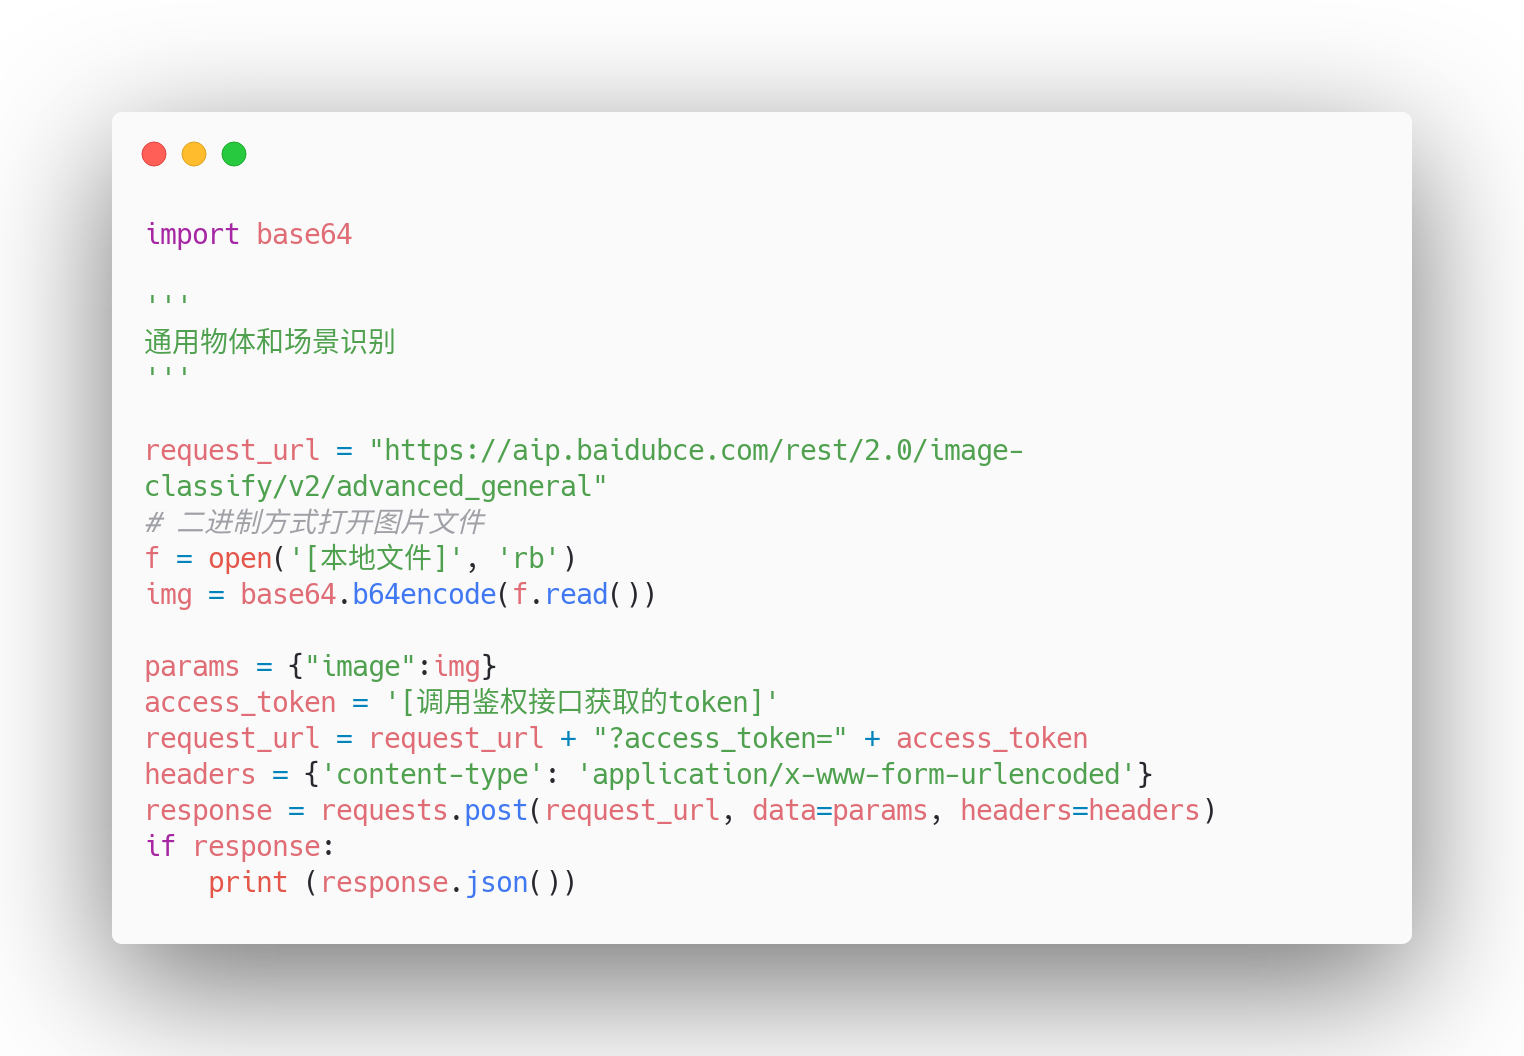 import base64
'''
通用物体和场景识别
'''
request_url = "https://aip.baidubce.com/rest/2.0/image-
classify/v2/advanced_general"
# 二进制方式打开图片文件
f = open('[本地文件]', 'rb')
img = base64.b64encode(f.read())
params = {"image":img}
access_token = '[调用鉴权接口获取的token]'
request_url = request_url + "?access_token=" + access_token
headers = {'content-type': 'application/x-www-form-urlencoded'}
response = requests.post(request_url, data=params, headers=headers)
if response:
    print (response.json())